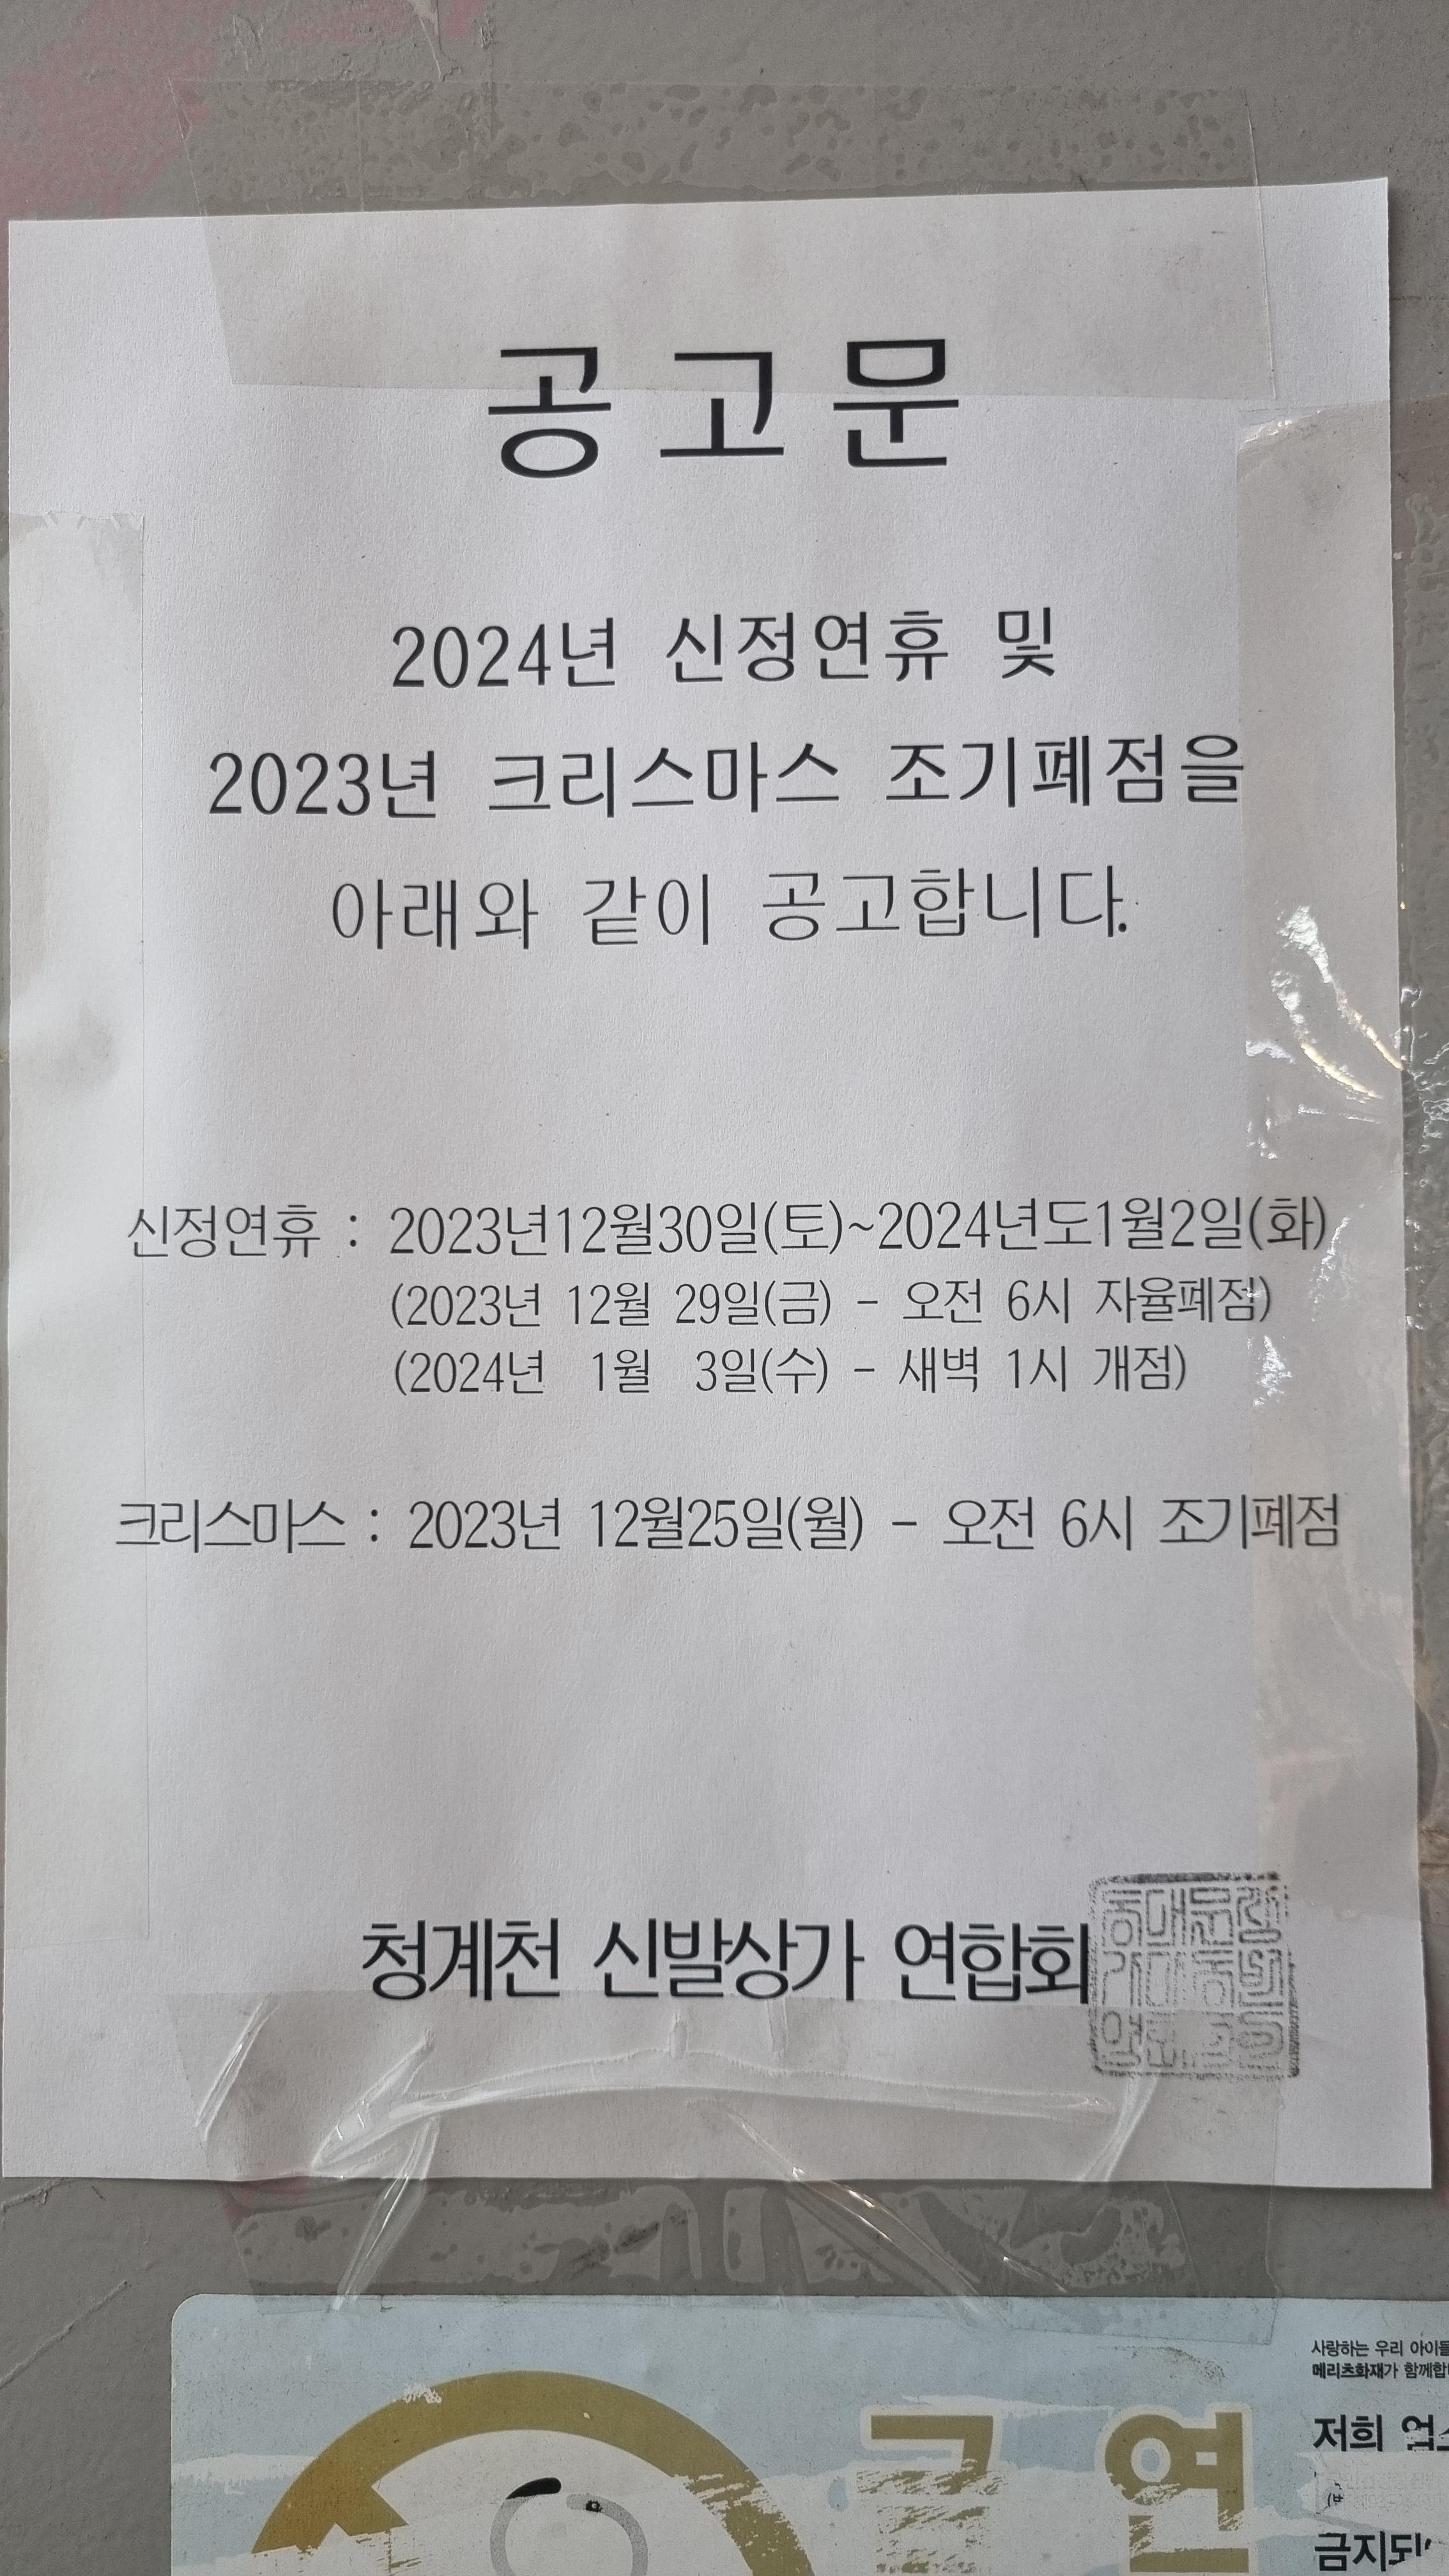 공고문
2024년 신정연휴 및
2023년 크리스마스 조기폐점을
아래와 같이 공고합니다.
신정연휴 : 2023년12월30일(토)~2024년도1월2일(화)
(2023년 12월 29일(금) - 오전 6시 자율폐점)
(2024년 1월 3일(수) - 새벽 1시 개점)
크리스마스 : 2023년 12월25일(월) - 오전 6시 조기폐점
청계천 신발상가 연합회
사랑하는 우리
메리츠화재가
금연
저희